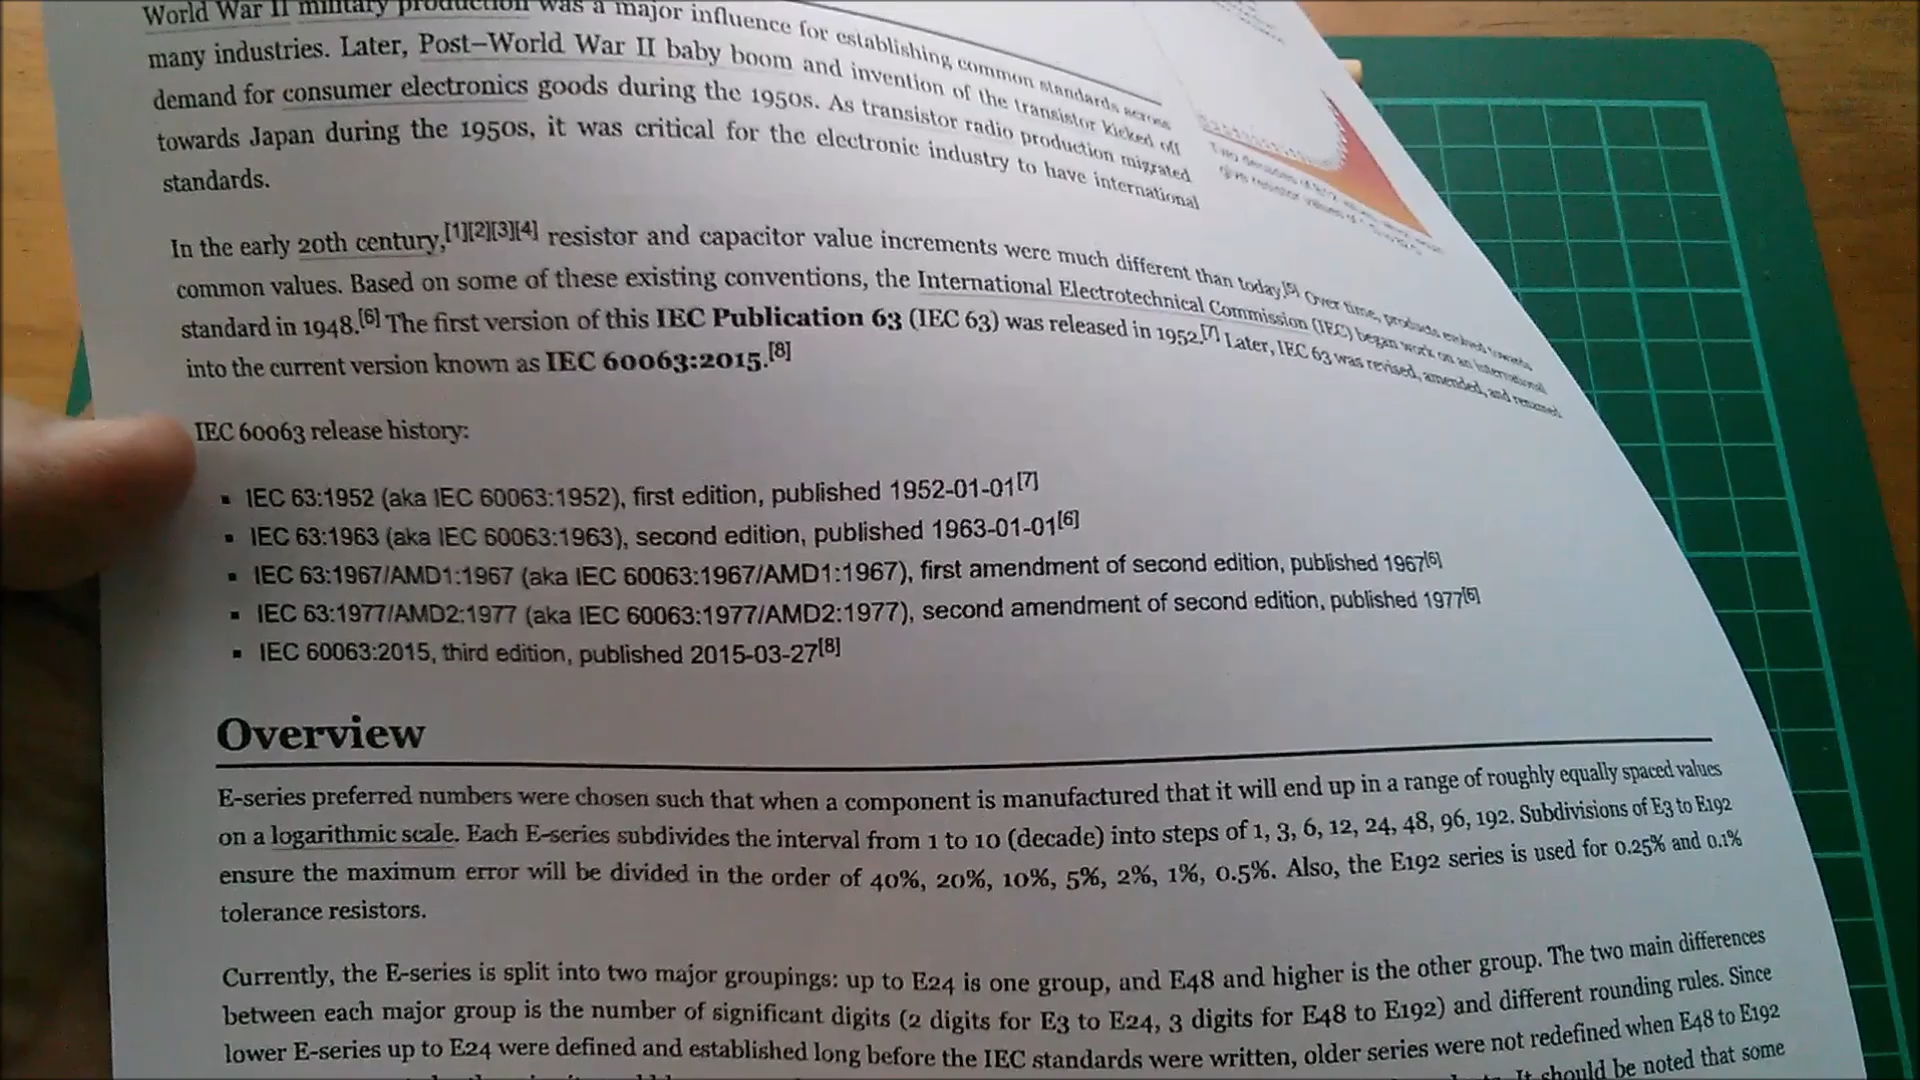 World War II military production was a major influence for establishing common standards across
many industries. Later, Post–World War II baby boom and invention of the transistor kicked off
demand for consumer electronics goods during the 1950s. As transistor radio production migrated
towards Japan during the 1950s, it was critical for the electronic industry to have international
standards.
Two decades of
give resistor values of
In the early 20th century,[1][2][3][4] resistor and capacitor value increments were much different than today.[5] Over time, products evolved towards
common values. Based on some of these existing conventions, the International Electrotechnical Commission (IEC) began work on an international
standard in 1948.[6] The first version of this IEC Publication 63 (IEC 63) was released in 1952.[7] Later, IEC 63 was revised, amended, and renamed
into the current version known as IEC 60063:2015.[8]
IEC 60063 release history:
▪ IEC 63:1952 (aka IEC 60063:1952), first edition, published 1952-01-01[7]
▪ IEC 63:1963 (aka IEC 60063:1963), second edition, published 1963-01-01[6]
▪ IEC 63:1967/AMD1:1967 (aka IEC 60063:1967/AMD1:1967), first amendment of second edition, published 1967[6]
▪ IEC 63:1977/AMD2:1977 (aka IEC 60063:1977/AMD2:1977), second amendment of second edition, published 1977[6]
▪ IEC 60063:2015, third edition, published 2015-03-27[8]
Overview
E-series preferred numbers were chosen such that when a component is manufactured that it will end up in a range of roughly equally spaced values
on a logarithmic scale. Each E-series subdivides the interval from 1 to 10 (decade) into steps of 1, 3, 6, 12, 24, 48, 96, 192. Subdivisions of E3 to E192
ensure the maximum error will be divided in the order of 40%, 20%, 10%, 5%, 2%, 1%, 0.5%. Also, the E192 series is used for 0.25% and 0.1%
tolerance resistors.
Currently, the E-series is split into two major groupings: up to E24 is one group, and E48 and higher is the other group. The two main differences
between each major group is the number of significant digits (2 digits for E3 to E24, 3 digits for E48 to E192) and different rounding rules. Since
lower E-series up to E24 were defined and established long before the IEC standards were written, older series were not redefined when E48 to E192
It should be noted that some